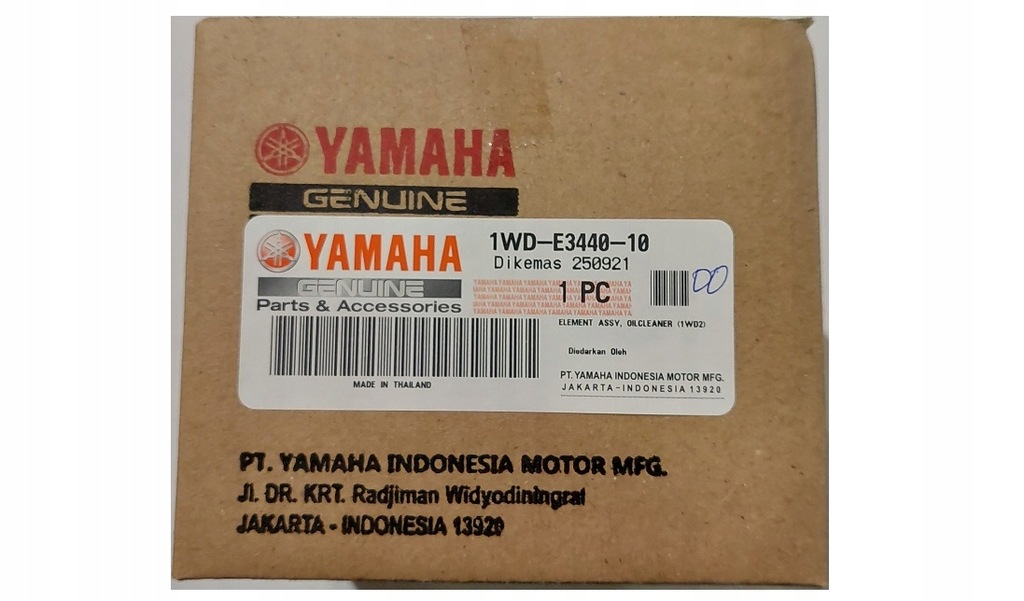 YAMAHA
GENUINE
YAMAHA
GENUINE
Parts & Accessories
MADE IN THAILAND
1WD-E3440-10
Dikemas 250921
1 PC
00
ELEMENT ASSY, OILCLEANER (1WD2)
Diedarkan Oleh
PT. YAMAHA INDONESIA MOTOR MFG.
JAKARTA-INDONESIA 13920
PT. YAMAHA INDONESIA MOTOR MFG.
Jl. DR. KRT. Radjiman Widyodiningrat
JAKARTA - INDONESIA 13920